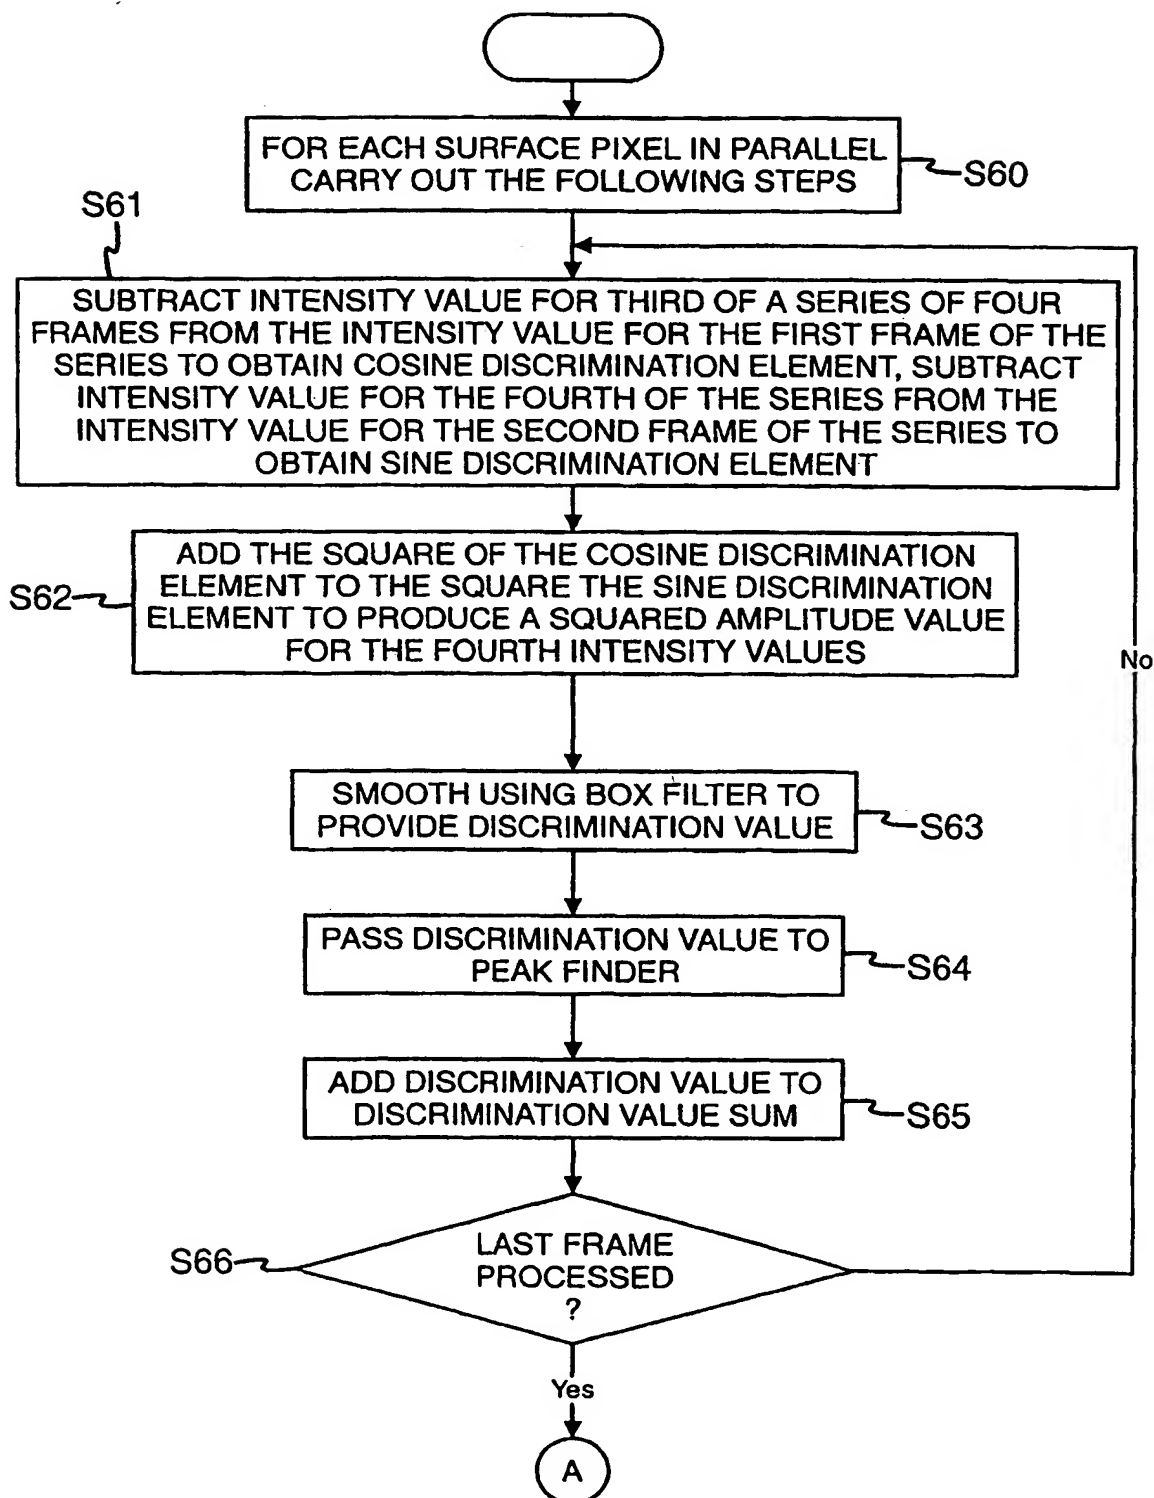 FOR EACH SURFACE PIXEL IN PARALLEL
CARRY OUT THE FOLLOWING STEPS
S60
S61
SUBTRACT INTENSITY VALUE FOR THIRD OF A SERIES OF FOUR
FRAMES FROM THE INTENSITY VALUE FOR THE FIRST FRAME OF THE
SERIES TO OBTAIN COSINE DISCRIMINATION ELEMENT, SUBTRACT
INTENSITY VALUE FOR THE FOURTH OF THE SERIES FROM THE
INTENSITY VALUE FOR THE SECOND FRAME OF THE SERIES TO
OBTAIN SINE DISCRIMINATION ELEMENT
ADD THE SQUARE OF THE COSINE DISCRIMINATION
ELEMENT TO THE SQUARE THE SINE DISCRIMINATION
ELEMENT TO PRODUCE A SQUARED AMPLITUDE VALUE
FOR THE FOURTH INTENSITY VALUES
S62
No
SMOOTH USING BOX FILTER TO
PROVIDE DISCRIMINATION VALUE
S63
PASS DISCRIMINATION VALUE TO
PEAK FINDER
S64
ADD DISCRIMINATION VALUE TO
DISCRIMINATION VALUE SUM
S65
S66
LAST FRAME
PROCESSED
?
Yes
A